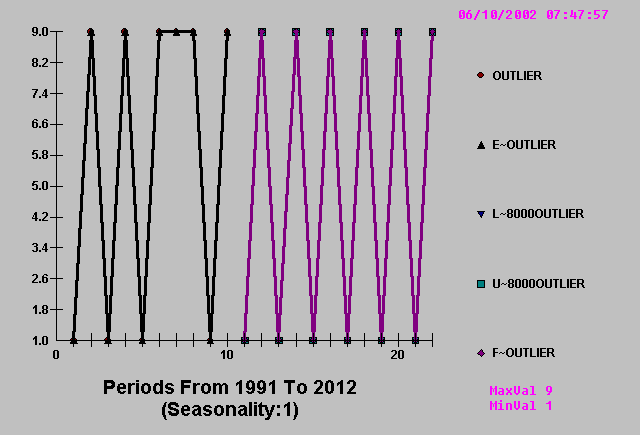 06/10/2002 07:47:57
9.0
8.2
7.4
6.6
5.8
5.0
4.2
3.4
2.6
1.8
1.0
0 10 20
OUTLIER
E~OUTLIER
L~8000OUTLIER
U~8000OUTLIER
F~OUTLIER
Periods From 1991 To 2012
(Seasonality:1)
MaxVal 9
MinVal 1